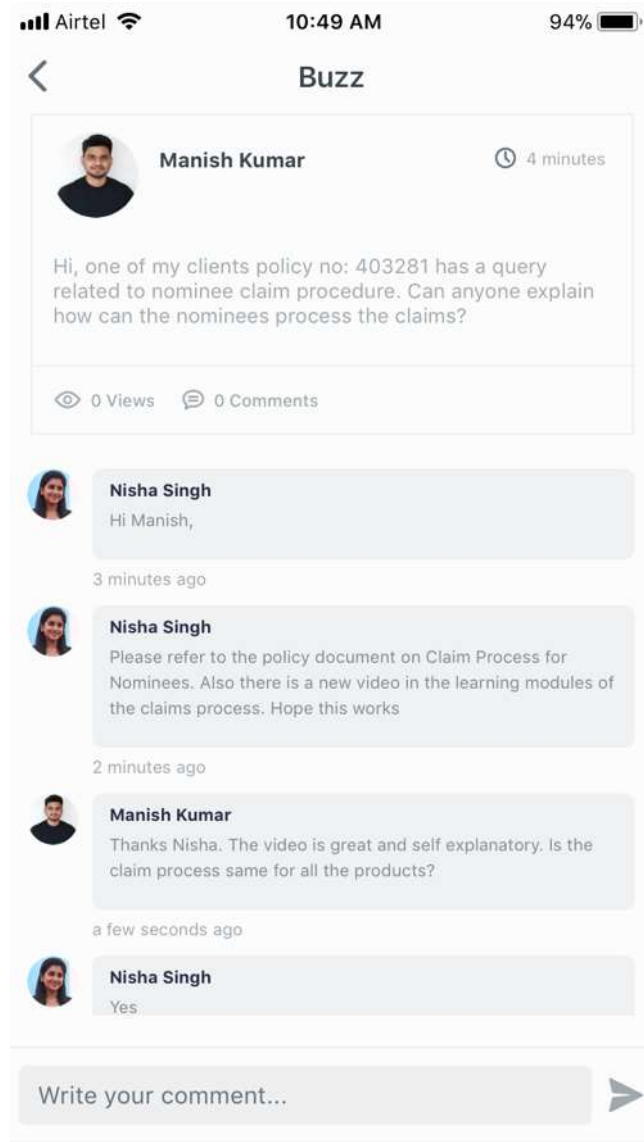 Airtel 10:49 AM 94%
Buzz
Manish Kumar 4 minutes
Hi, one of my clients policy no: 403281 has a query
related to nominee claim procedure. Can anyone explain
how can the nominees process the claims?
0 Views 0 Comments
Nisha Singh
Hi Manish,
3 minutes ago
Nisha Singh
Please refer to the policy document on Claim Process for
Nominees. Also there is a new video in the learning modules of
the claims process. Hope this works
2 minutes ago
Manish Kumar
Thanks Nisha. The video is great and self explanatory. Is the
claim process same for all the products?
a few seconds ago
Nisha Singh
Yes
Write your comment...